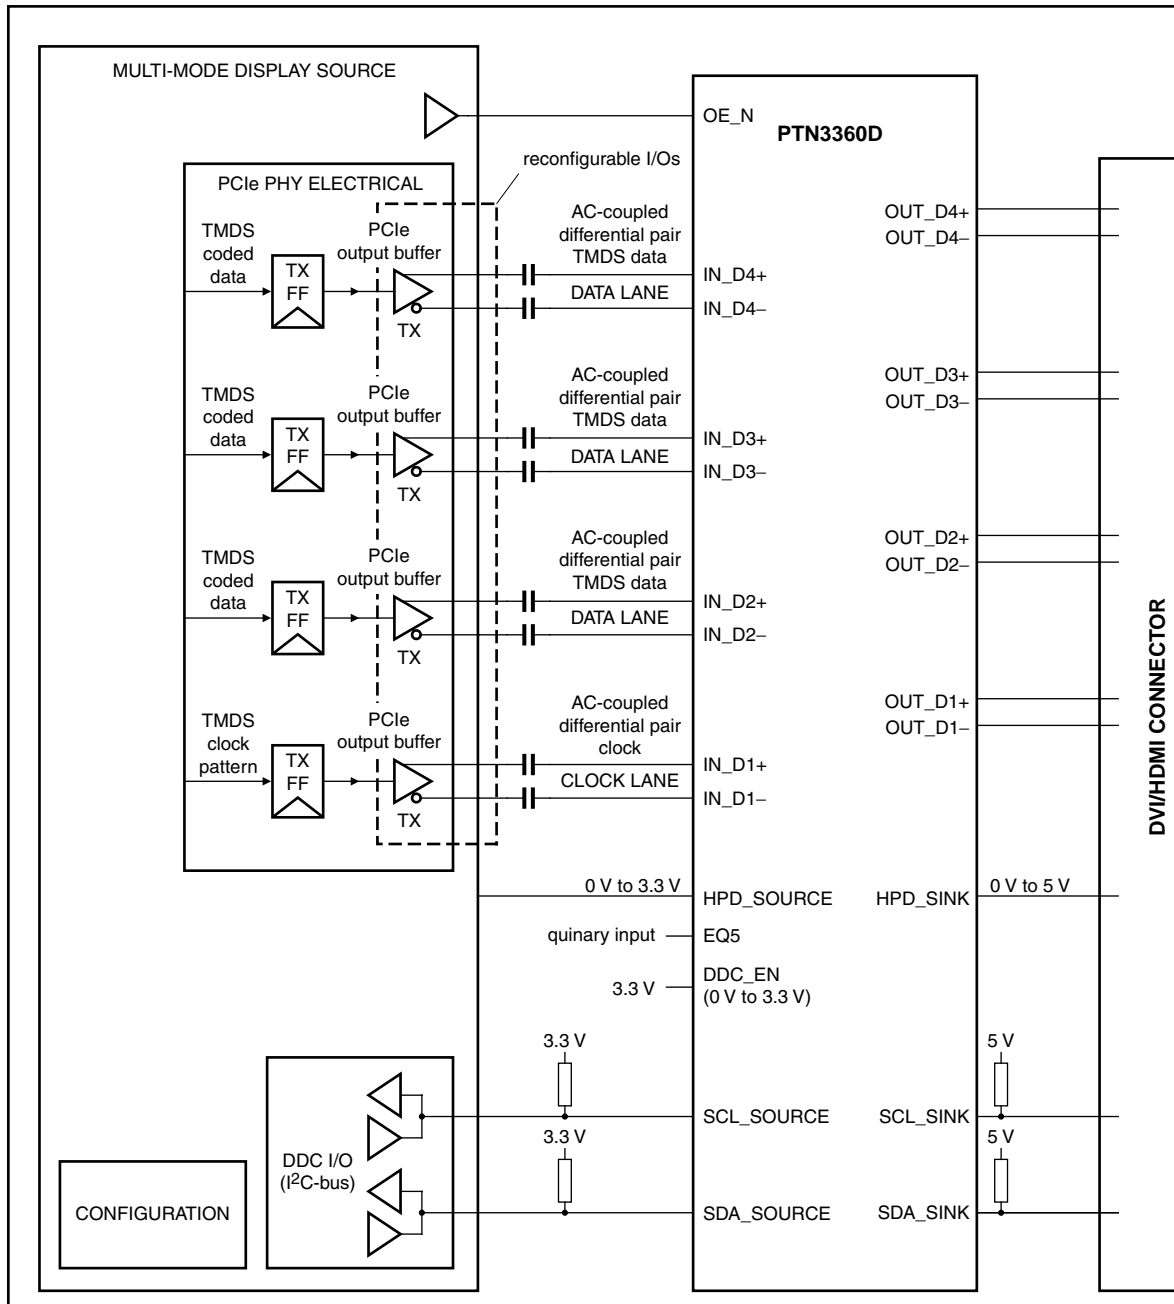 MULTI-MODE DISPLAY SOURCE
OE_N
PTN3360D
reconfigurable I/Os
PCIe PHY ELECTRICAL
TMDS
coded
data
TX
FF
PCIe
output buffer
TX
AC-coupled
differential pair
TMDS data
DATA LANE
IN_D4+
IN_D4−
OUT_D4+
OUT_D4−
TMDS
coded
data
TX
FF
PCIe
output buffer
TX
AC-coupled
differential pair
TMDS data
DATA LANE
IN_D3+
IN_D3−
OUT_D3+
OUT_D3−
TMDS
coded
data
TX
FF
PCIe
output buffer
TX
AC-coupled
differential pair
TMDS data
DATA LANE
IN_D2+
IN_D2−
OUT_D2+
OUT_D2−
TMDS
clock
pattern
TX
FF
PCIe
output buffer
TX
AC-coupled
differential pair
clock
CLOCK LANE
IN_D1+
IN_D1−
OUT_D1+
OUT_D1−
DVI/HDMI CONNECTOR
0 V to 3.3 V
HPD_SOURCE
HPD_SINK
0 V to 5 V
quinary input
EQ5
3.3 V
DDC_EN
(0 V to 3.3 V)
3.3 V
5 V
SCL_SOURCE
SCL_SINK
3.3 V
5 V
DDC I/O
(I²C-bus)
SDA_SOURCE
SDA_SINK
CONFIGURATION